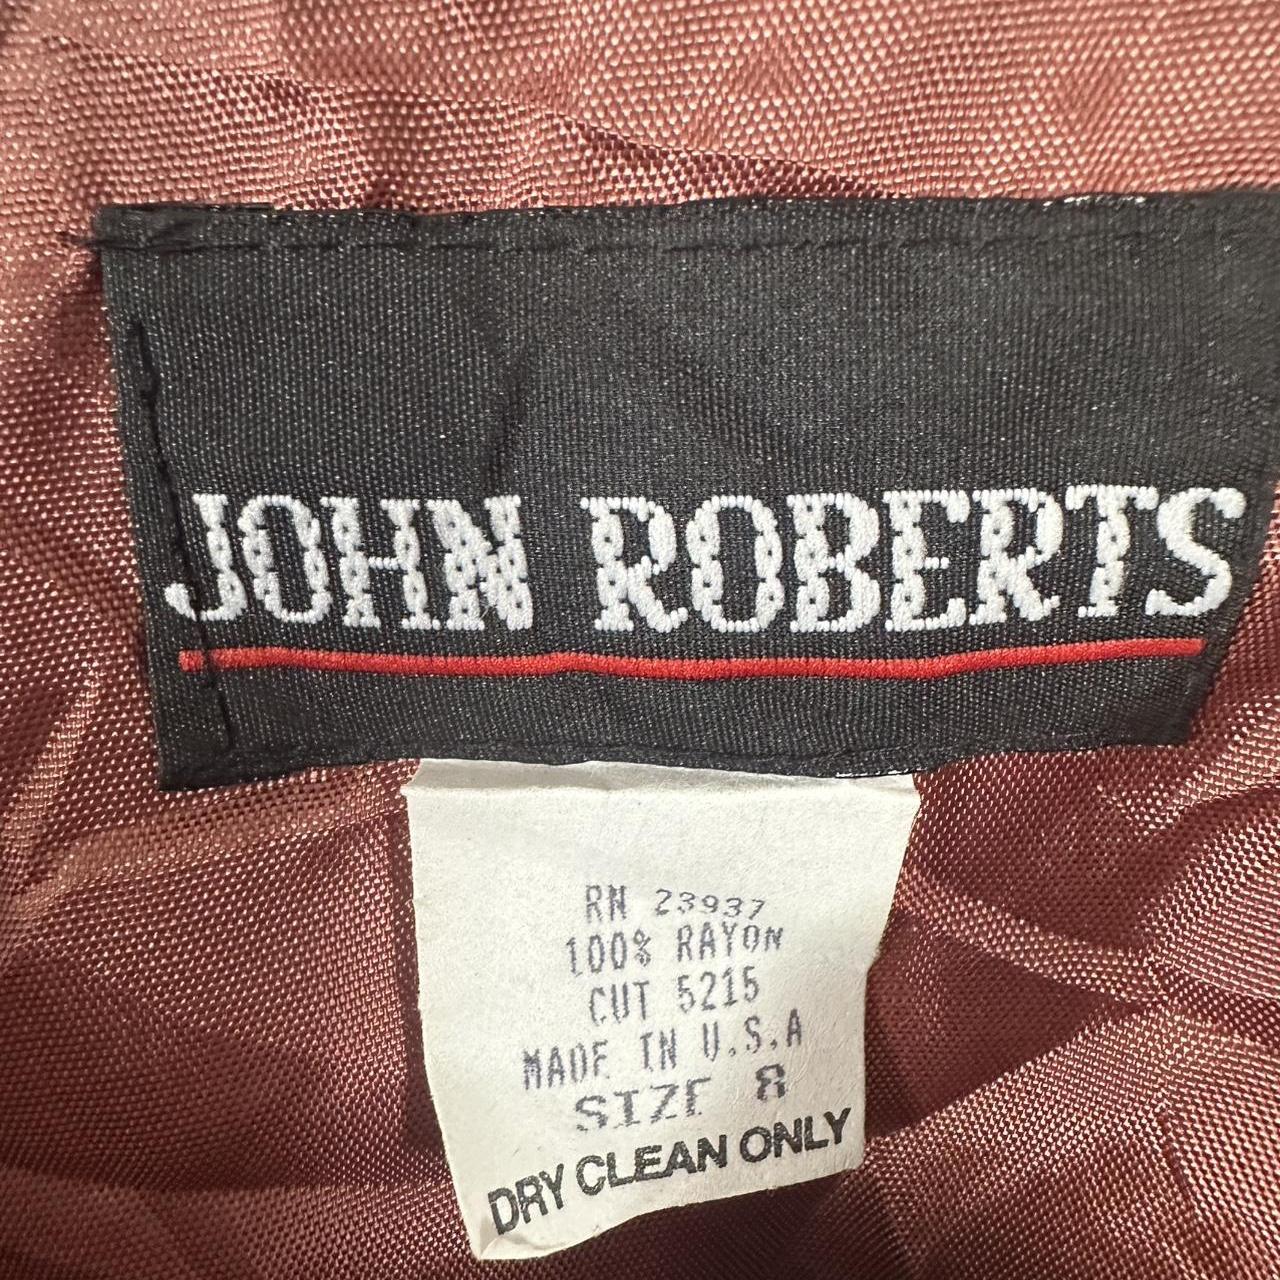 JOHN ROBERTS
RN 23937
100% RAYON
CUT 5215
MADE IN U.S.A
SIZE 8
DRY CLEAN ONLY